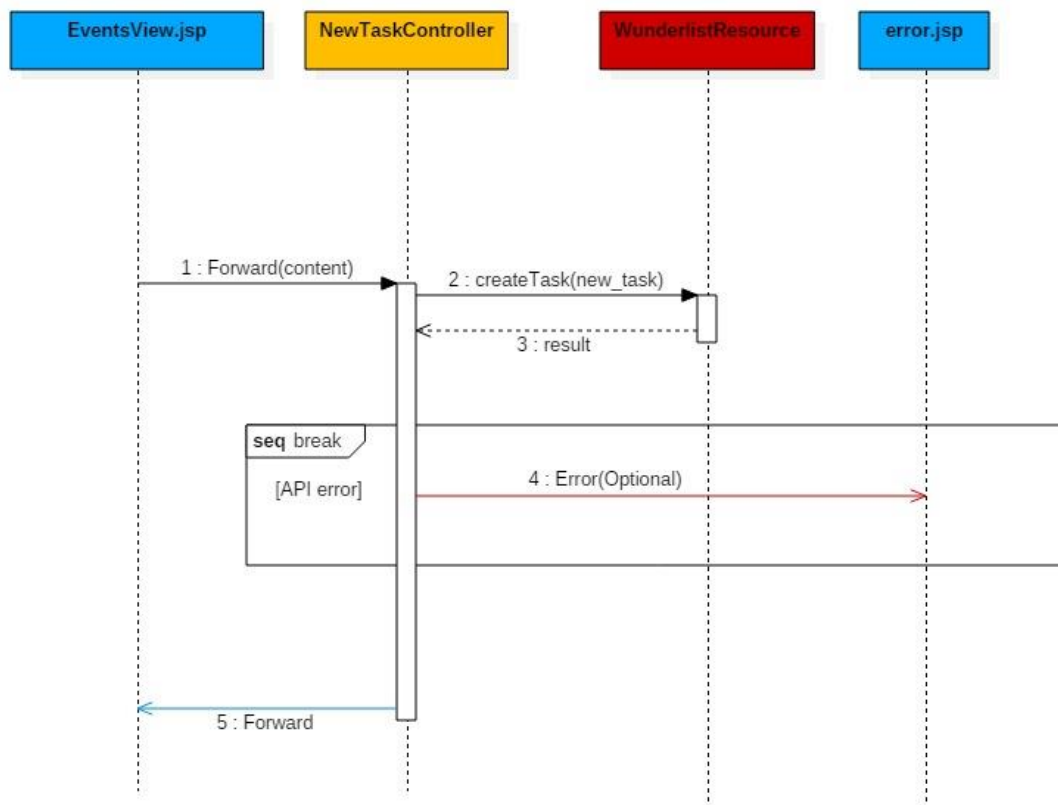 EventsView.jsp
NewTaskController
WunderlistResource
error.jsp
1 : Forward(content)
2 : createTask(new_task)
3 : result
seq break
[API error]
4 : Error(Optional)
5 : Forward